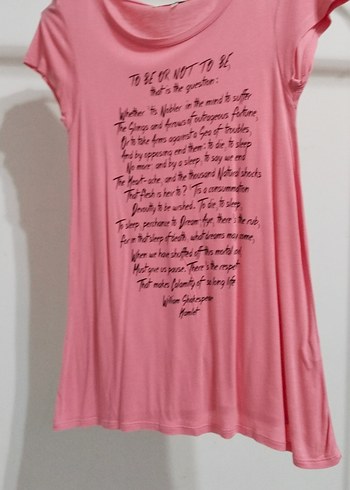 TO BE OR NOT TO BE,
that is the question:
Whether 'tis Nobler in the mind to suffer
The Slings and Arrows of outrageous fortune,
Or to take Arms against a Sea of troubles,
And by opposing end them: to die, to sleep
No more; and by a sleep, to say we end
The Heart-ache, and the thousand Natural shocks
That Flesh is heir to? 'Tis a consummation
Devoutly to be wished. To die, to sleep,
To sleep, perchance to Dream; Aye, there's the rub,
For in that sleep of death, what dreams may come,
When we have shuffled off this mortal coil
Must give us pause. There's the respect
That makes Calamity of so long life
William Shakespeare
Hamlet